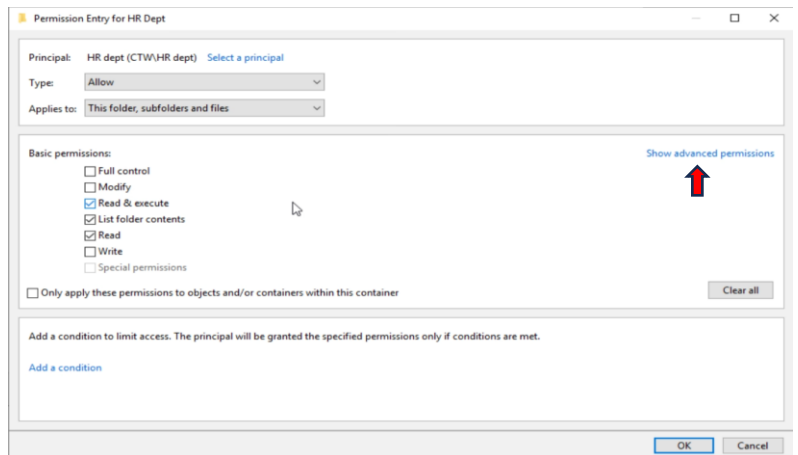 Permission Entry for HR Dept
Principal: HR dept (CTW\HR dept) Select a principal
Type: Allow
Applies to: This folder, subfolders and files
Basic permissions: Show advanced permissions
Full control
Modify
Read & execute
List folder contents
Read
Write
Special permissions
Only apply these permissions to objects and/or containers within this container Clear all
Add a condition to limit access. The principal will be granted the specified permissions only if conditions are met.
Add a condition
OK Cancel